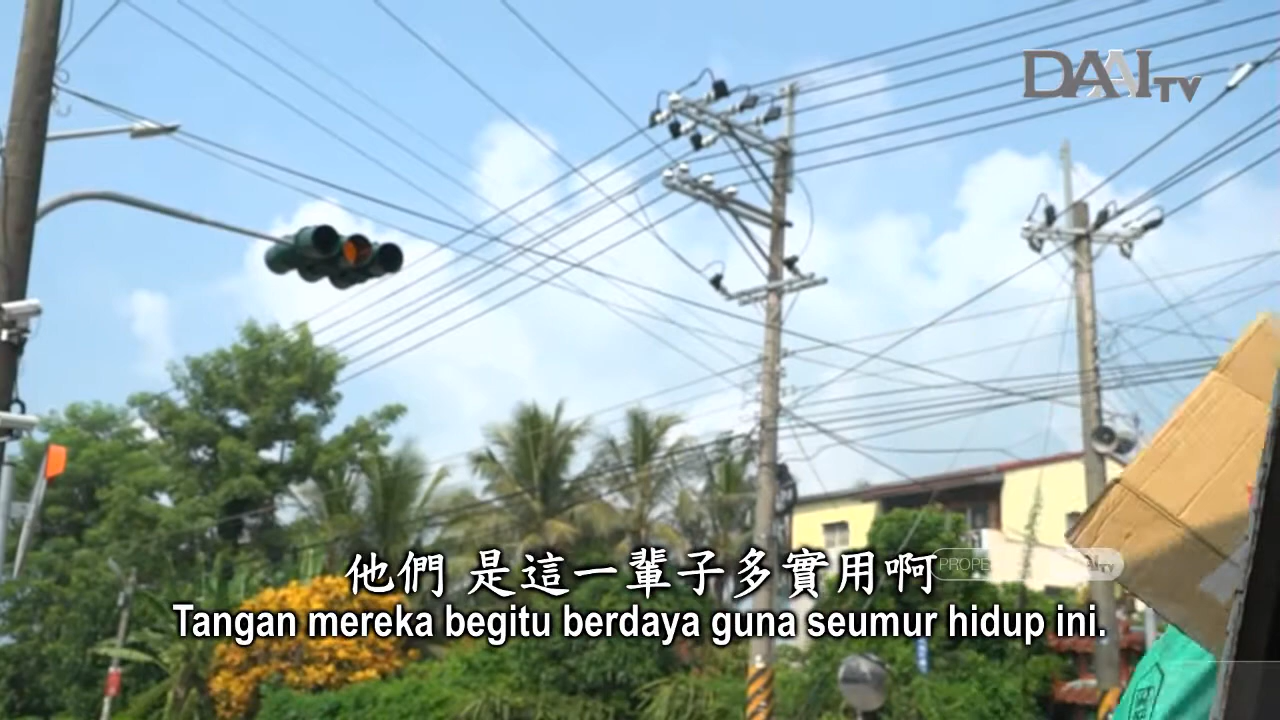 DAAI TV
他們 是這一輩子多實用啊
Tangan mereka begitu berdaya guna seumur hidup ini.